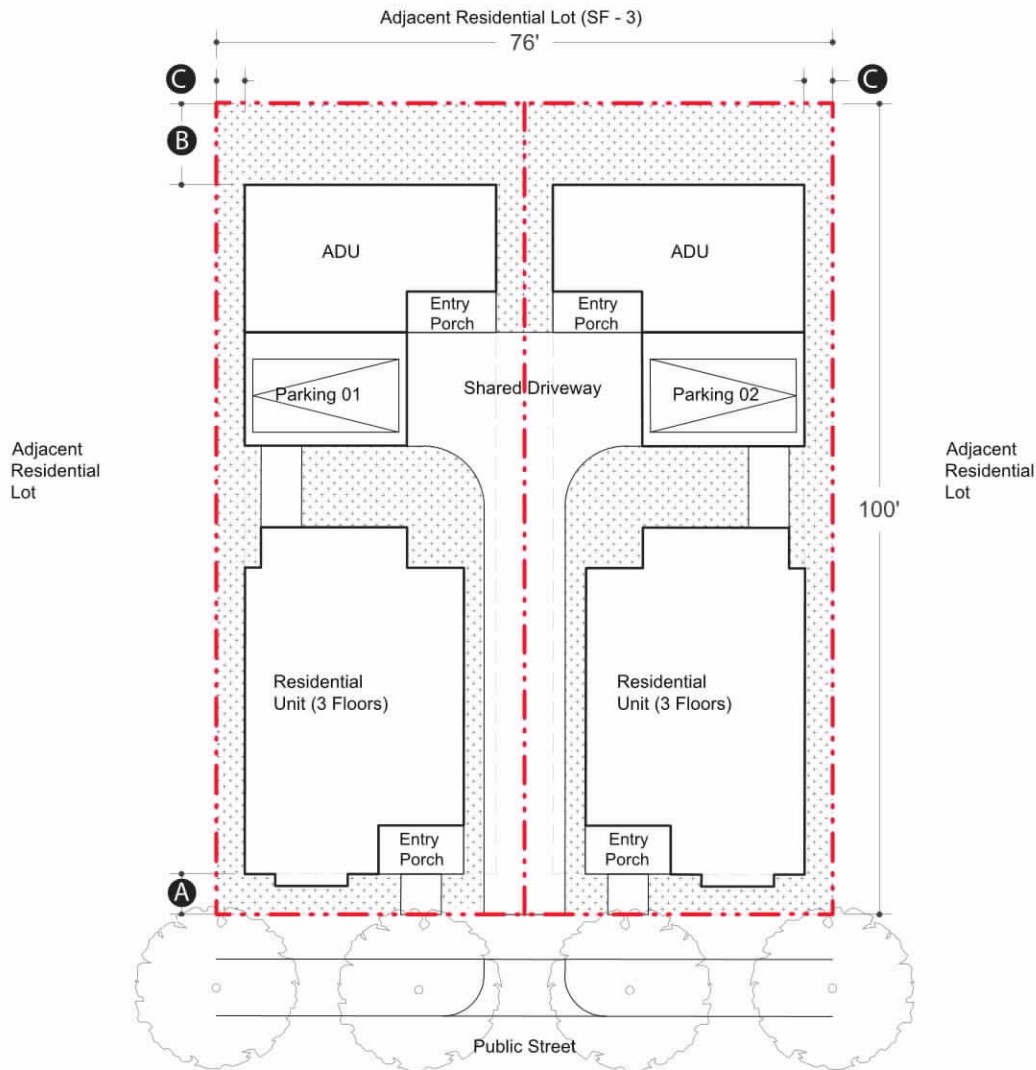 Adjacent Residential Lot (SF - 3)
76'
C
C
B
ADU
ADU
Entry
Porch
Entry
Porch
Shared Driveway
Parking 01
Parking 02
Adjacent
Residential
Lot
Adjacent
Residential
Lot
100'
Residential
Unit (3 Floors)
Residential
Unit (3 Floors)
Entry
Porch
Entry
Porch
A
Public Street